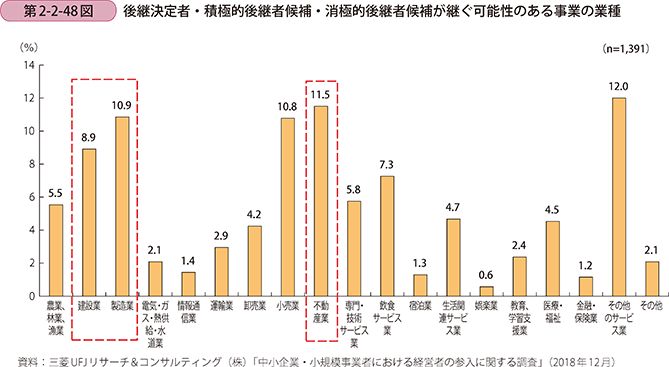 第2-2-48図 後継決定者・積極的後継者候補・消極的後継者候補が継ぐ可能性のある事業の業種
(%)
(n=1,391)
14
12
10
8
6
4
2
0
5.5
8.9
10.9
2.1
1.4
2.9
4.2
10.8
11.5
5.8
7.3
1.3
4.7
0.6
2.4
4.5
1.2
12.0
2.1
農業、
林業、
漁業
建設業
製造業
電気・ガ
ス・熱供
給・水
道業
情報通
信業
運輸業
卸売業
小売業
不動
産業
専門・
技術
サービス
業
飲食
サービス
業
宿泊業
生活関
連サービ
ス業
娯楽業
教育、
学習支
援業
医療・
福祉
金融・
保険業
その他
のサービ
ス業
その他
資料：三菱UFJリサーチ＆コンサルティング（株）「中小企業・小規模事業者における経営者の参入に関する調査」（2018年12月）